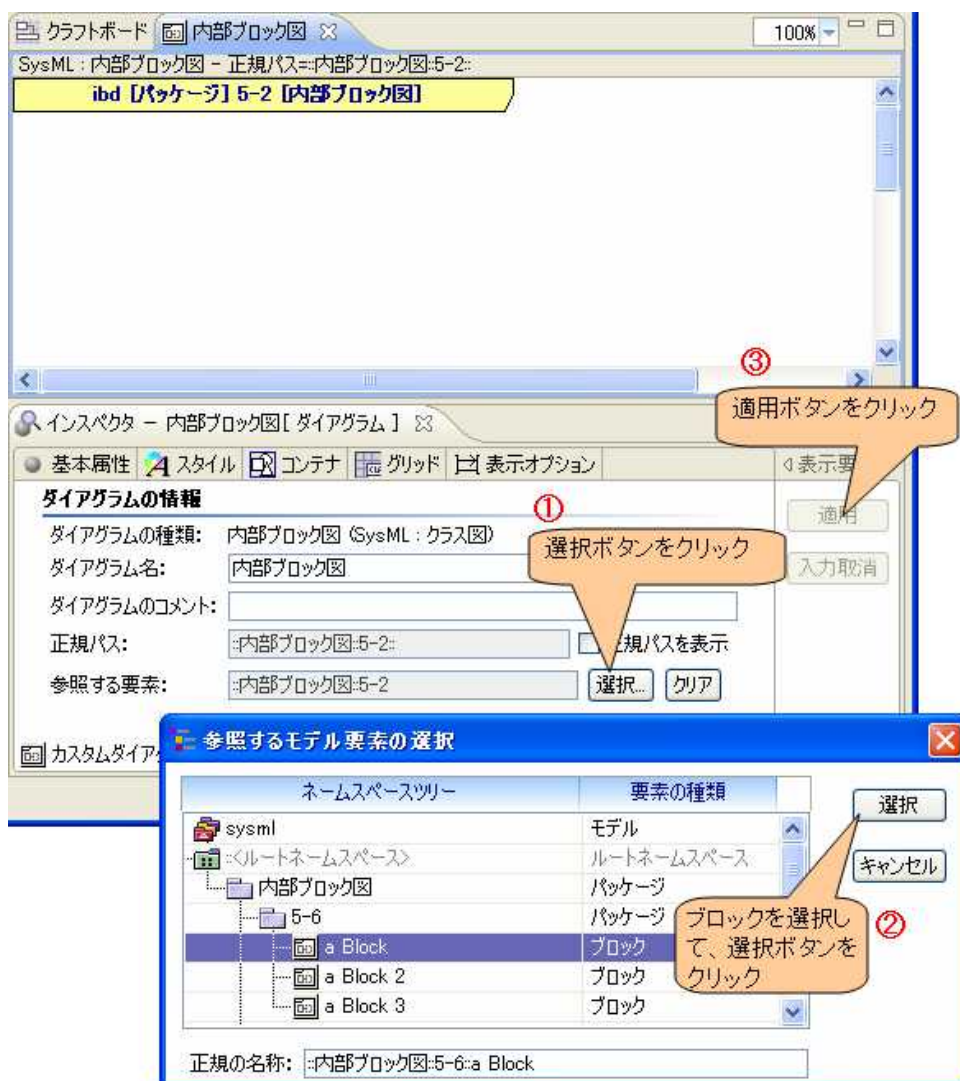 クラフトボード 内部ブロック図 100%
SysML : 内部ブロック図 - 正規パス=::内部ブロック図::5-2::
ibd [パッケージ] 5-2 [内部ブロック図]
③
適用ボタンをクリック
インスペクタ - 内部ブロック図[ ダイアグラム ]
基本属性 スタイル コンテナ グリッド 表示オプション
ダイアグラムの情報
①
適用
ダイアグラムの種類: 内部ブロック図 (SysML : クラス図)
選択ボタンをクリック
ダイアグラム名: 内部ブロック図
入力取消
ダイアグラムのコメント:
正規パス: ::内部ブロック図::5-2::
規パスを表示
参照する要素: ::内部ブロック図::5-2
選択... クリア
参照するモデル要素の選択
ネームスペースツリー 要素の種類
選択
sysml モデル
::<ルートネームスペース> ルートネームスペース
キャンセル
内部ブロック図 パッケージ
5-6 パッケージ
a Block ブロック
a Block 2 ブロック
a Block 3 ブロック
ブロックを選択し
て、選択ボタンを
クリック
②
正規の名称: ::内部ブロック図::5-6::a Block